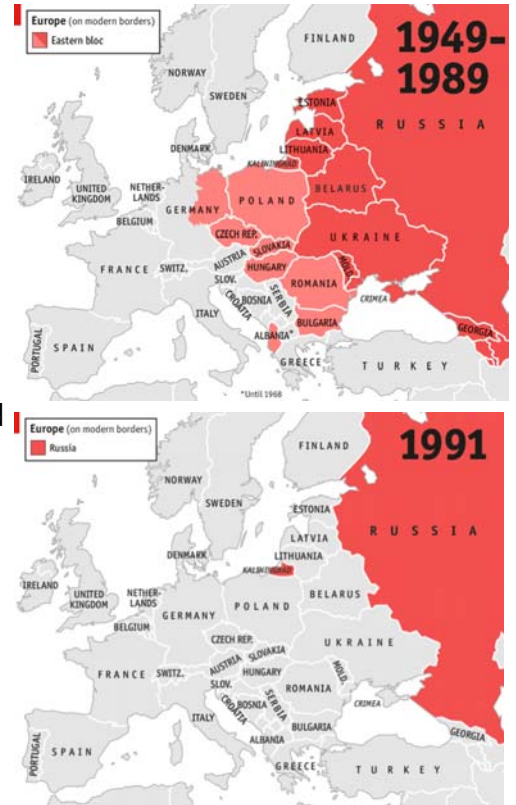 Europe (on modern borders)
Eastern bloc
1949-
1989
FINLAND
NORWAY
SWEDEN
ESTONIA
RUSSIA
LATVIA
DENMARK
LITHUANIA
KALININGRAD
IRELAND
UNITED
KINGDOM
NETHER-
LANDS
BELARUS
POLAND
GERMANY
BELGIUM
CZECH REP.
UKRAINE
SLOVAKIA
AUSTRIA
FRANCE
SWITZ.
HUNGARY
MOLD.
SLOV.
ROMANIA
CROATIA
BOSNIA
SERBIA
CRIMEA
ITALY
BULGARIA
GEORGIA
PORTUGAL
SPAIN
ALBANIA*
GREECE
TURKEY
*Until 1968
Europe (on modern borders)
Russia
1991
FINLAND
NORWAY
SWEDEN
ESTONIA
RUSSIA
LATVIA
DENMARK
LITHUANIA
KALININGRAD
IRELAND
UNITED
KINGDOM
NETHER-
LANDS
BELARUS
POLAND
GERMANY
BELGIUM
CZECH REP.
UKRAINE
SLOVAKIA
AUSTRIA
FRANCE
SWITZ.
HUNGARY
MOLD.
SLOV.
ROMANIA
CROATIA
BOSNIA
SERBIA
CRIMEA
ITALY
BULGARIA
GEORGIA
PORTUGAL
SPAIN
ALBANIA
GREECE
TURKEY